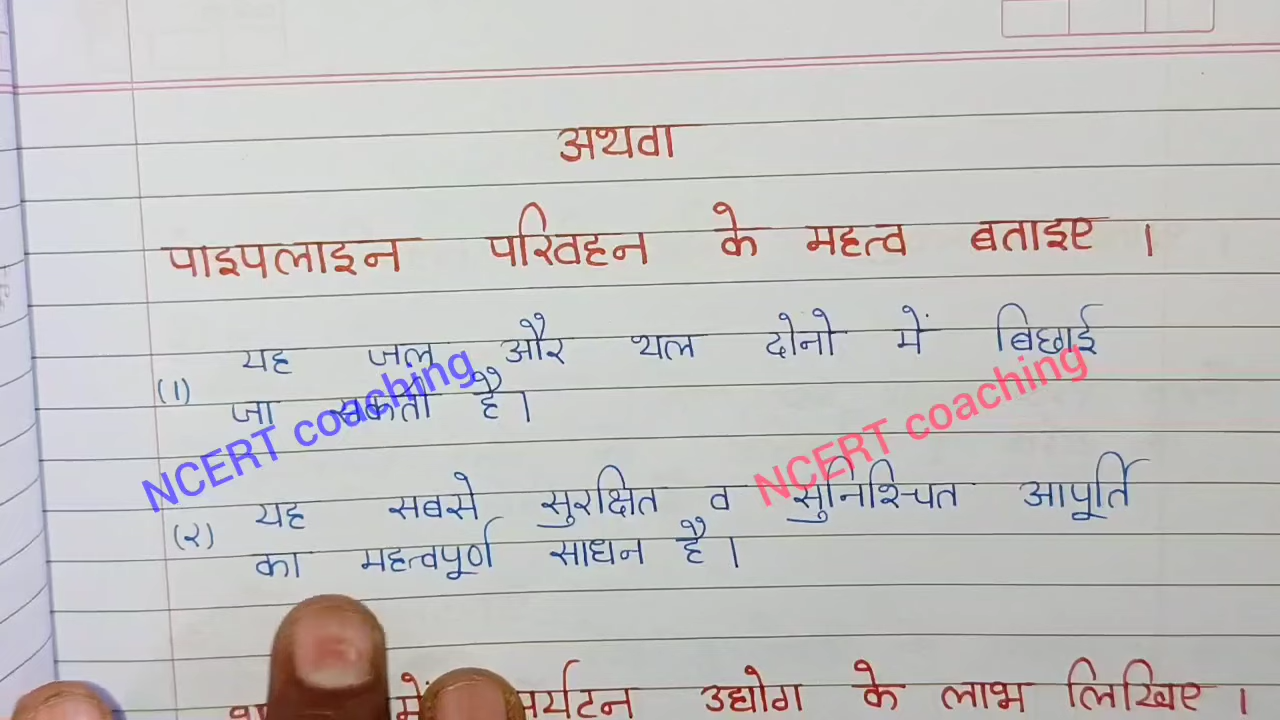 अथवा
पाइपलाइन परिवहन के महत्व बताइए ।
(1) यह जल और थल दोनो में बिछाई
जा सकती है ।
NCERT coaching
NCERT coaching
(२) यह सबसे सुरक्षित व सुनिश्चित आपूर्ति
का महत्वपूर्ण साधन है ।
में पर्यटन उद्योग के लाभ लिखिए ।